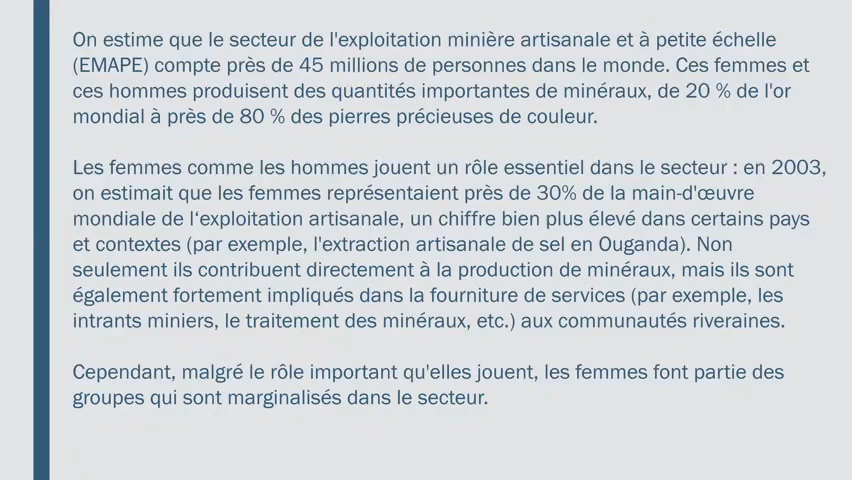 On estime que le secteur de l'exploitation minière artisanale et à petite échelle
(EMAPE) compte près de 45 millions de personnes dans le monde. Ces femmes et
ces hommes produisent des quantités importantes de minéraux, de 20 % de l'or
mondial à près de 80 % des pierres précieuses de couleur.
Les femmes comme les hommes jouent un rôle essentiel dans le secteur : en 2003,
on estimait que les femmes représentaient près de 30% de la main-d'œuvre
mondiale de l‘exploitation artisanale, un chiffre bien plus élevé dans certains pays
et contextes (par exemple, l'extraction artisanale de sel en Ouganda). Non
seulement ils contribuent directement à la production de minéraux, mais ils sont
également fortement impliqués dans la fourniture de services (par exemple, les
intrants miniers, le traitement des minéraux, etc.) aux communautés riveraines.
Cependant, malgré le rôle important qu'elles jouent, les femmes font partie des
groupes qui sont marginalisés dans le secteur.